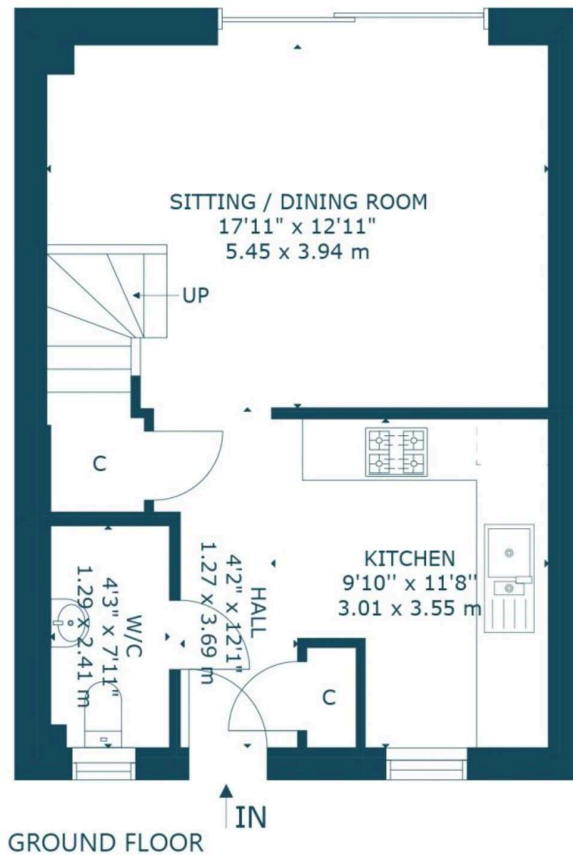 SITTING / DINING ROOM
17'11" x 12'11"
5.45 x 3.94 m
UP
C
KITCHEN
9'10'' x 11'8''
3.01 x 3.55 m
HALL
4'2" x 12'1"
1.27 x 3.69 m
W/C
4'3" x 7'11"
1.29 x 2.41 m
C
IN
GROUND FLOOR